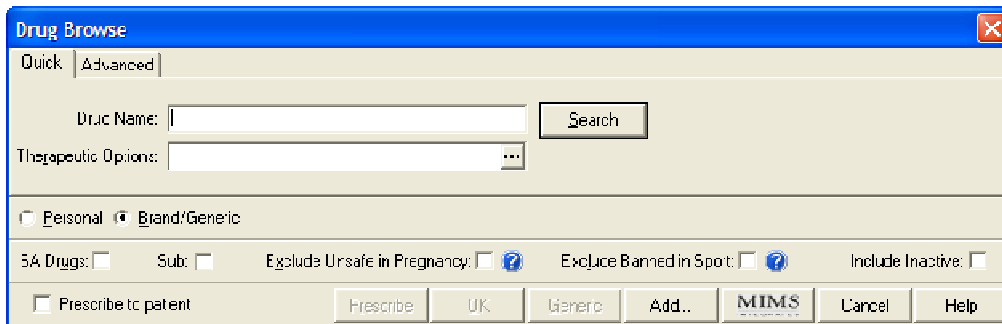 Drug Browse
Quick Advanced
Drug Name: Search
Therapeutic Options: ...
Personal Brand/Generic
SA Drugs: Sub: Exclude Unsafe in Pregnancy: ? Exclude Banned in Sport: ? Include Inactive:
Prescribe to patient Prescribe OK Generic Add... MIMS Cancel Help